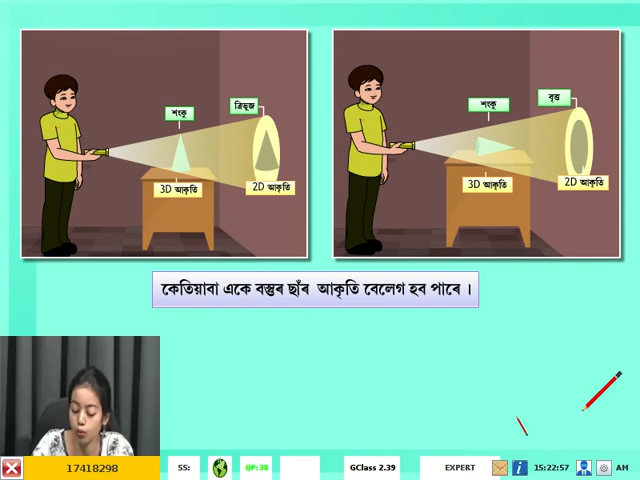 শংকু
ত্ৰিভূজ
3D আকৃতি
2D আকৃতি
শংকু
বৃত্ত
3D আকৃতি
2D আকৃতি
কেতিয়াবা একে বস্তুৰ ছাঁৰ আকৃতি বেলেগ হব পাৰে ।
17418298
SS:
QP:38
GClass 2.39
EXPERT
15:22:57
AM